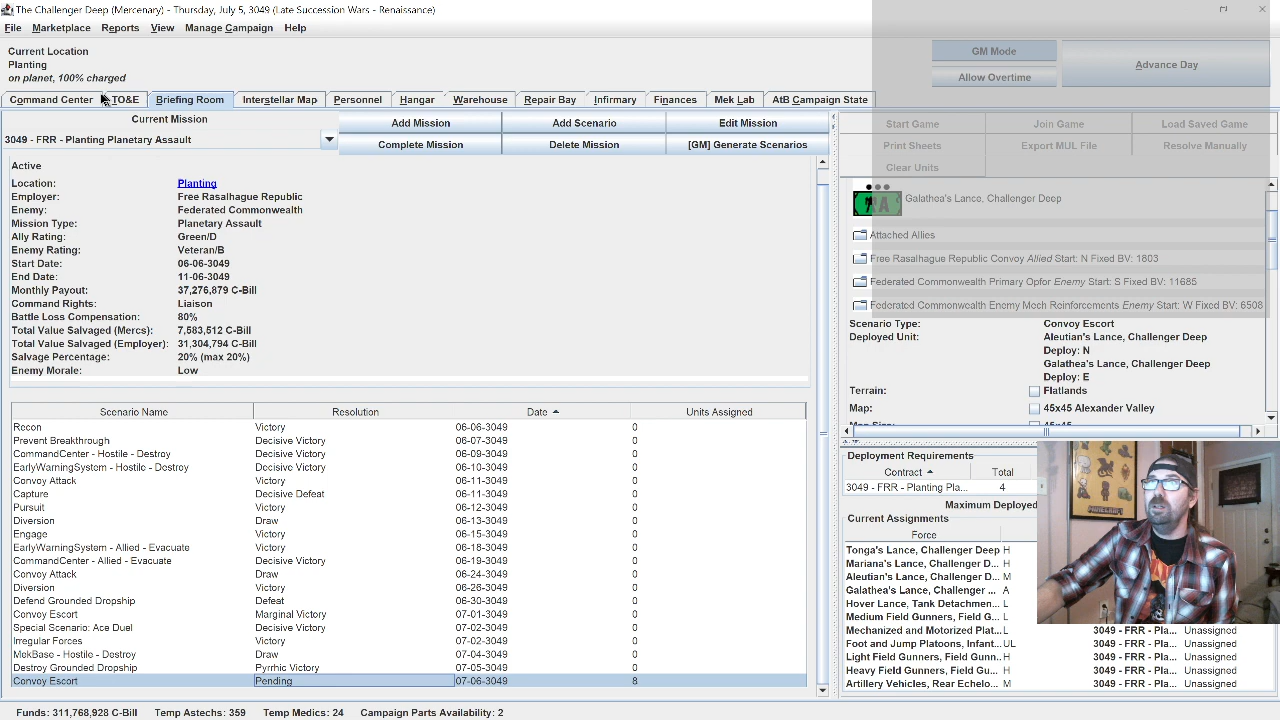 The Challenger Deep (Mercenary) - Thursday, July 5, 3049 (Late Succession Wars - Renaissance)
File Marketplace Reports View Manage Campaign Help
Current Location
Planting
on planet, 100% charged
GM Mode
Allow Overtime
Advance Day
Command Center TO&E Briefing Room Interstellar Map Personnel Hangar Warehouse Repair Bay Infirmary Finances Mek Lab AtB Campaign State
Current Mission
3049 - FRR - Planting Planetary Assault
Add Mission Add Scenario Edit Mission
Complete Mission Delete Mission [GM] Generate Scenarios
Active
Location: Planting
Employer: Free Rasalhague Republic
Enemy: Federated Commonwealth
Mission Type: Planetary Assault
Ally Rating: Green/D
Enemy Rating: Veteran/B
Start Date: 06-06-3049
End Date: 11-06-3049
Monthly Payout: 37,276,879 C-Bill
Command Rights: Liaison
Battle Loss Compensation: 80%
Total Value Salvaged (Mercs) 7,583,512 C-Bill
Total Value Salvaged (Employer) 31,304,794 C-Bill
Salvage Percentage: 20% (max 20%)
Enemy Morale: Low
Scenario Name Resolution Date Units Assigned
Recon Victory 06-06-3049 0
Prevent Breakthrough Decisive Victory 06-07-3049 0
CommandCenter - Hostile - Destroy Decisive Victory 06-09-3049 0
EarlyWarningSystem - Hostile - Destroy Decisive Victory 06-10-3049 0
Convoy Attack Victory 06-11-3049 0
Capture Decisive Defeat 06-11-3049 0
Pursuit Victory 06-12-3049 0
Diversion Draw 06-13-3049 0
Engage Victory 06-15-3049 0
EarlyWarningSystem - Allied - Evacuate Victory 06-18-3049 0
CommandCenter - Allied - Evacuate Decisive Victory 06-19-3049 0
Convoy Attack Draw 06-24-3049 0
Diversion Victory 06-26-3049 0
Defend Grounded Dropship Defeat 06-30-3049 0
Convoy Escort Marginal Victory 07-01-3049 0
Special Scenario: Ace Duel Decisive Victory 07-02-3049 0
Irregular Forces Victory 07-02-3049 0
MekBase - Hostile - Destroy Draw 07-04-3049 0
Destroy Grounded Dropship Pyrrhic Victory 07-05-3049 0
Convoy Escort Pending 07-06-3049 8
Start Game Join Game Load Saved Game
Print Sheets Export MUL File Resolve Manually
Clear Units
Galathea's Lance, Challenger Deep
Attached Allies
Free Rasalhague Republic Convoy Allied Start: N Fixed BV: 1803
Federated Commonwealth Primary Opfor Enemy Start: S Fixed BV: 11685
Federated Commonwealth Enemy Mech Reinforcements Enemy Start: W Fixed BV: 6508
Scenario Type: Convoy Escort
Deployed Unit: Aleutian's Lance, Challenger Deep
Deploy: N
Galathea's Lance, Challenger Deep
Deploy: E
Terrain: Flatlands
Map: 45x45 Alexander Valley
Deployment Requirements
Contract Total
3049 - FRR - Planting Pla... 4
Maximum Deployed
Current Assignments
Force
Tonga's Lance, Challenger Deep H
Mariana's Lance, Challenger D... H
Aleutian's Lance, Challenger D... M
Galathea's Lance, Challenger ... A
Hover Lance, Tank Detachmen... L
Medium Field Gunners, Field G... L
Mechanized and Motorized Plat... L 3049 - FRR - Pla... Unassigned
Foot and Jump Platoons, Infant... UL 3049 - FRR - Pla... Unassigned
Light Field Gunners, Field Gun... L 3049 - FRR - Pla... Unassigned
Heavy Field Gunners, Field Gu... M 3049 - FRR - Pla... Unassigned
Artillery Vehicles, Rear Echelo... M 3049 - FRR - Pla... Unassigned
Funds: 311,768,928 C-Bill Temp Astechs: 359 Temp Medics: 24 Campaign Parts Availability: 2